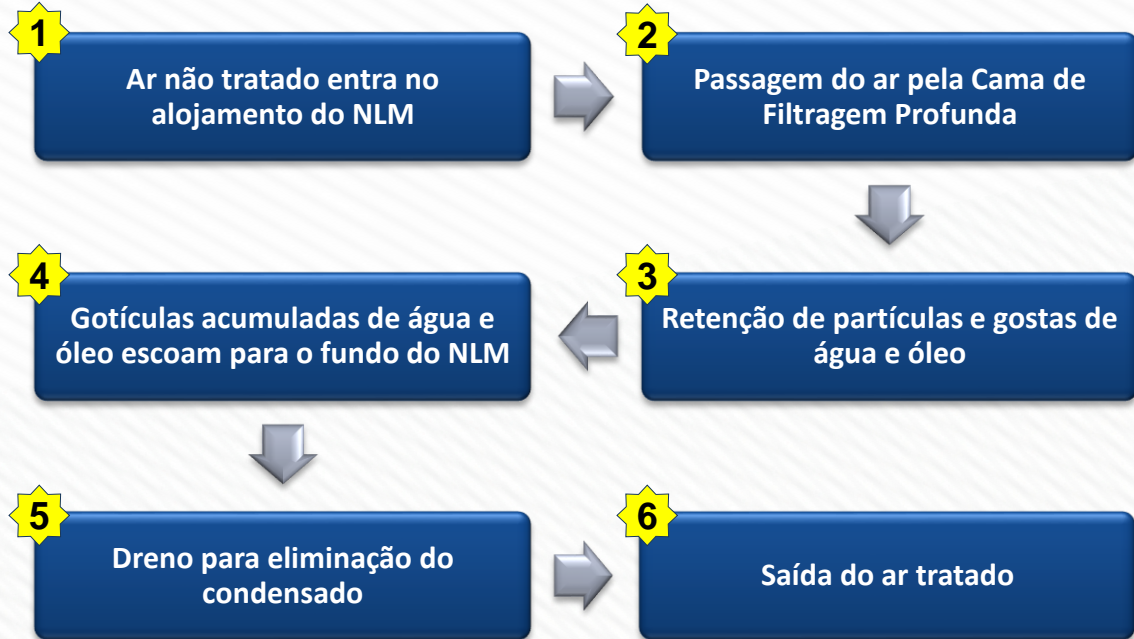 1
Ar não tratado entra no
alojamento do NLM
2
Passagem do ar pela Cama de
Filtragem Profunda
3
Retenção de partículas e gostas de
água e óleo
4
Gotículas acumuladas de água e
óleo escoam para o fundo do NLM
5
Dreno para eliminação do
condensado
6
Saída do ar tratado